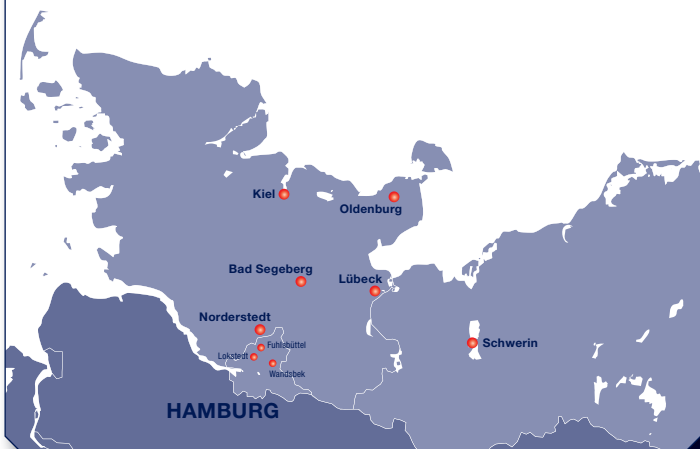 Kiel
Oldenburg
Bad Segeberg
Lübeck
Norderstedt
Fuhlsbüttel
Schwerin
Lokstedt
Wandsbek
HAMBURG